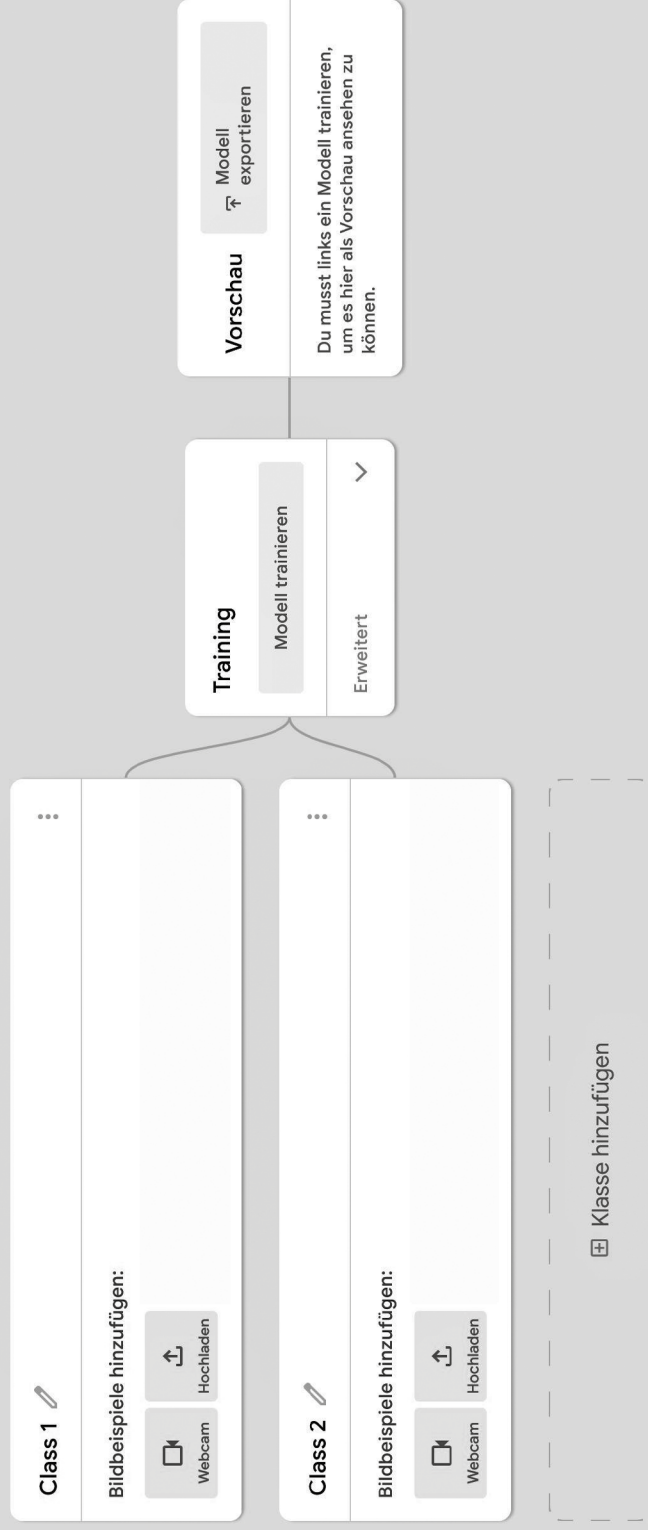 Class 1
Bildbeispiele hinzufügen:
Webcam
Hochladen
Class 2
Bildbeispiele hinzufügen:
Webcam
Hochladen
Klasse hinzufügen
Training
Modell trainieren
Erweitert
Vorschau
Modell
exportieren
Du musst links ein Modell trainieren,
um es hier als Vorschau ansehen zu
können.